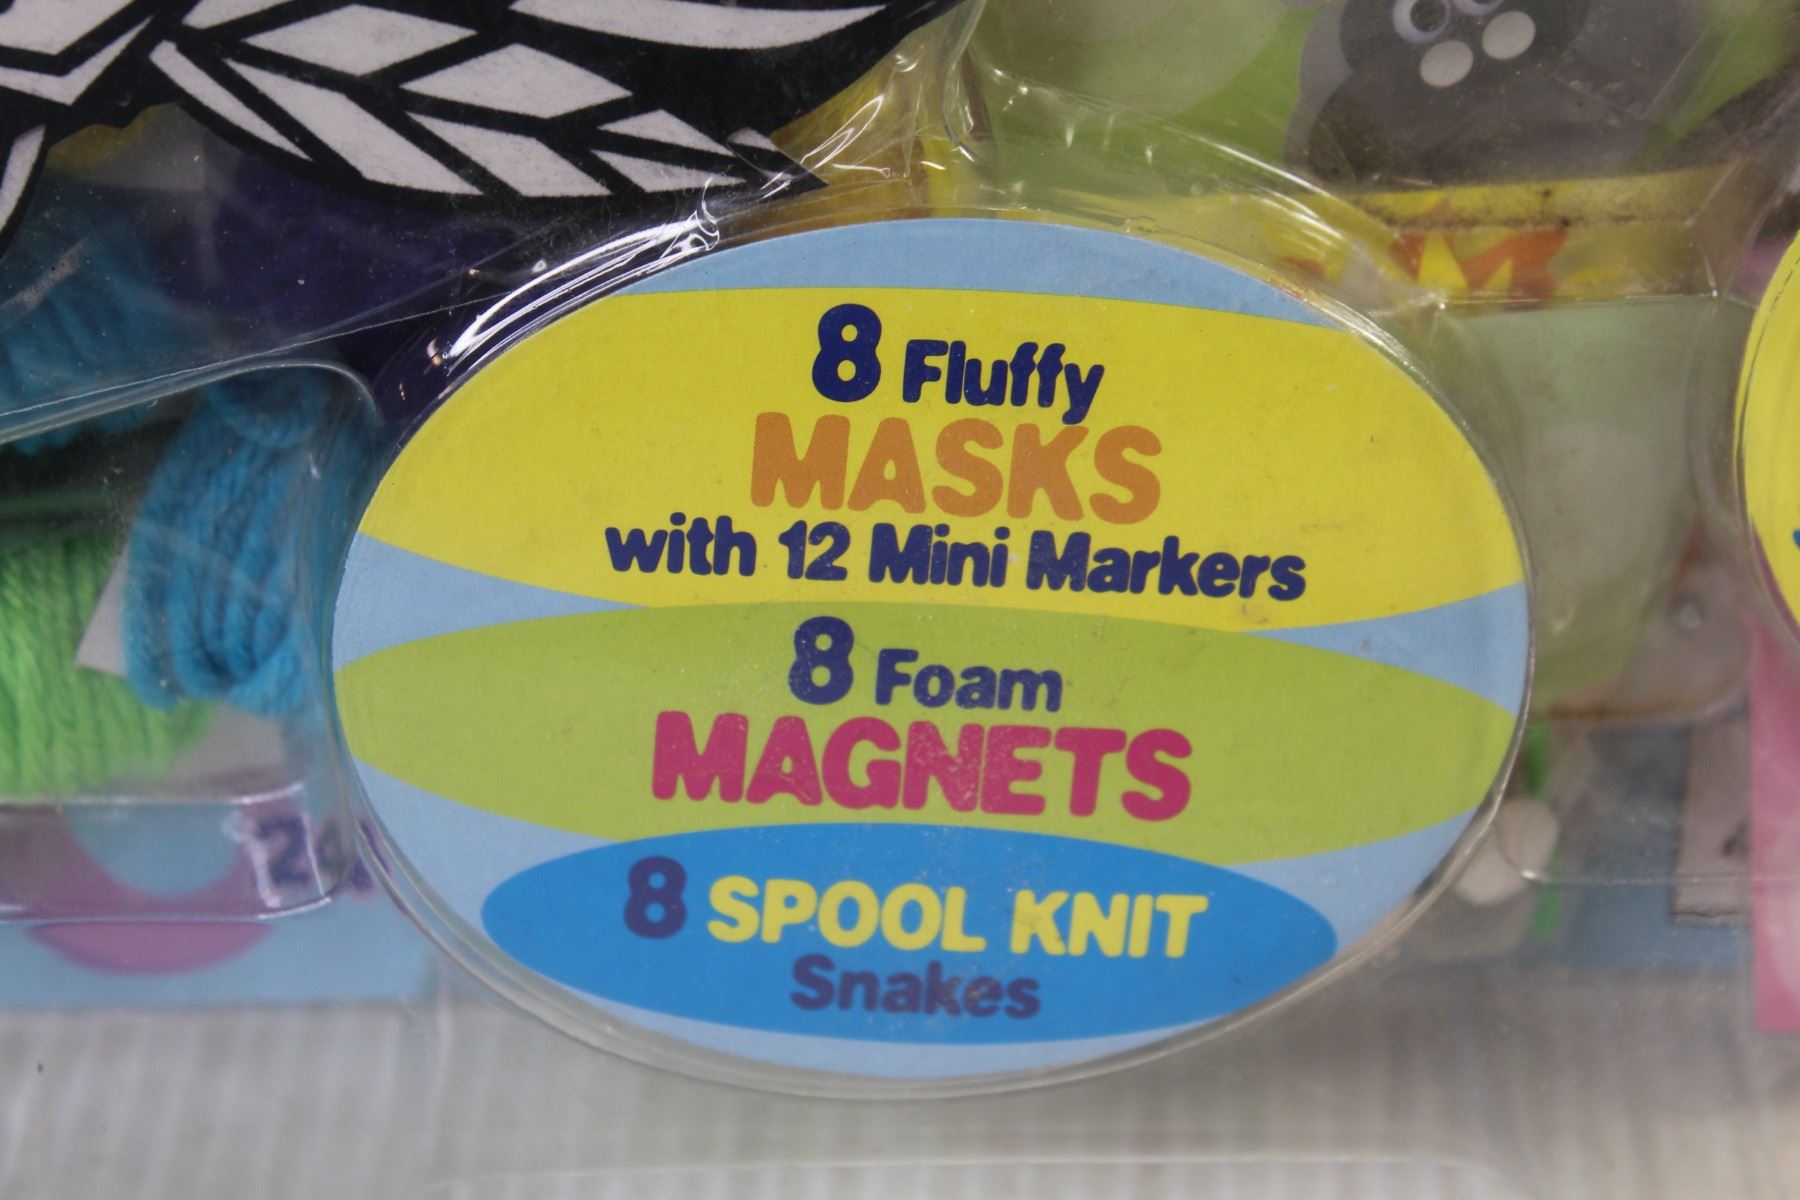 8 Fluffy
MASKS
with 12 Mini Markers
8 Foam
MAGNETS
8 SPOOL KNIT
Snakes